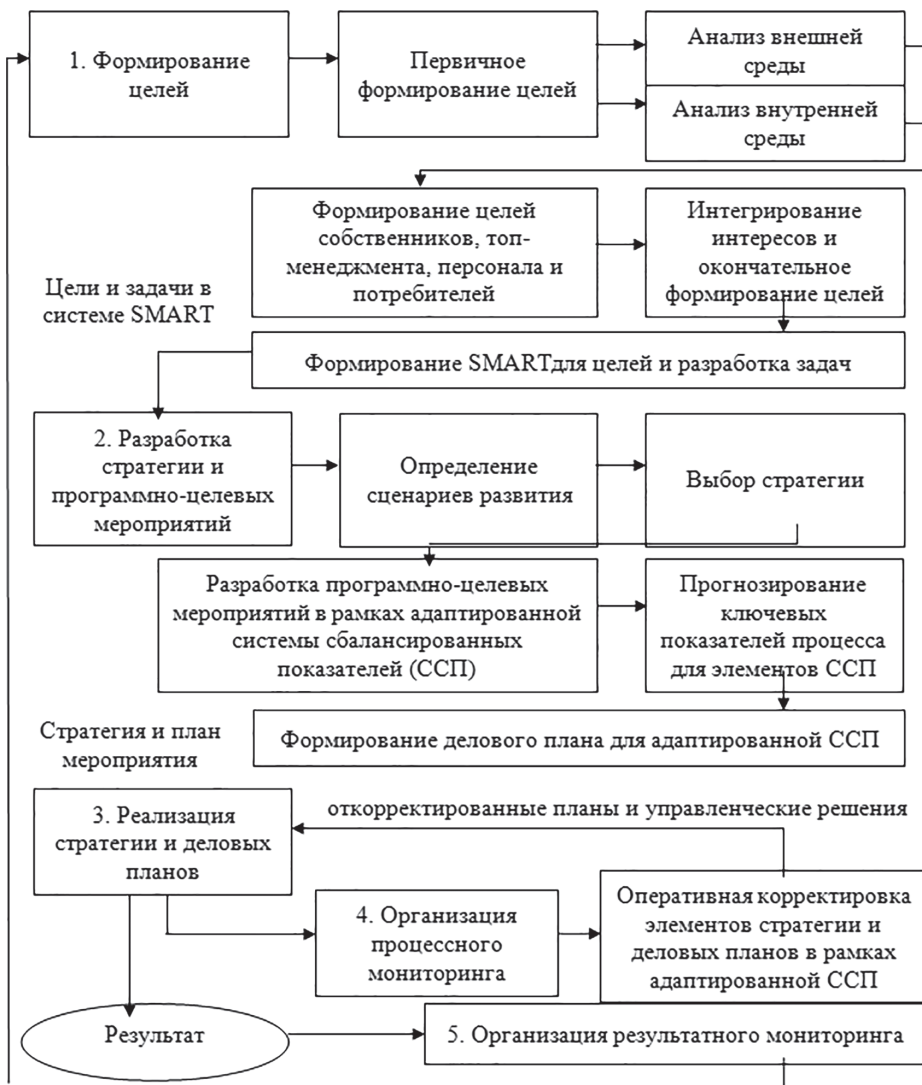 1. Формирование
целей
Первичное
формирование целей
Анализ внешней
среды
Анализ внутренней
среды
Формирование целей
собственников, топ-
менеджмента, персонала и
потребителей
Интегрирование
интересов и
окончательное
формирование целей
Цели и задачи в
системе SMART
Формирование SMARTдля целей и разработка задач
2. Разработка
стратегии и
программно-целевых
мероприятий
Определение
сценариев развития
Выбор стратегии
Разработка программно-целевых
мероприятий в рамках адаптированной
системы сбалансированных
показателей (ССП)
Прогнозирование
ключевых
показателей процесса
для элементов ССП
Стратегия и план
мероприятия
Формирование делового плана для адаптированной ССП
3. Реализация
стратегии и деловых
планов
откорректированные планы и управленческие решения
4. Организация
процессного
мониторинга
Оперативная корректировка
элементов стратегии и
деловых планов в рамках
адаптированной ССП
Результат
5. Организация результатного мониторинга